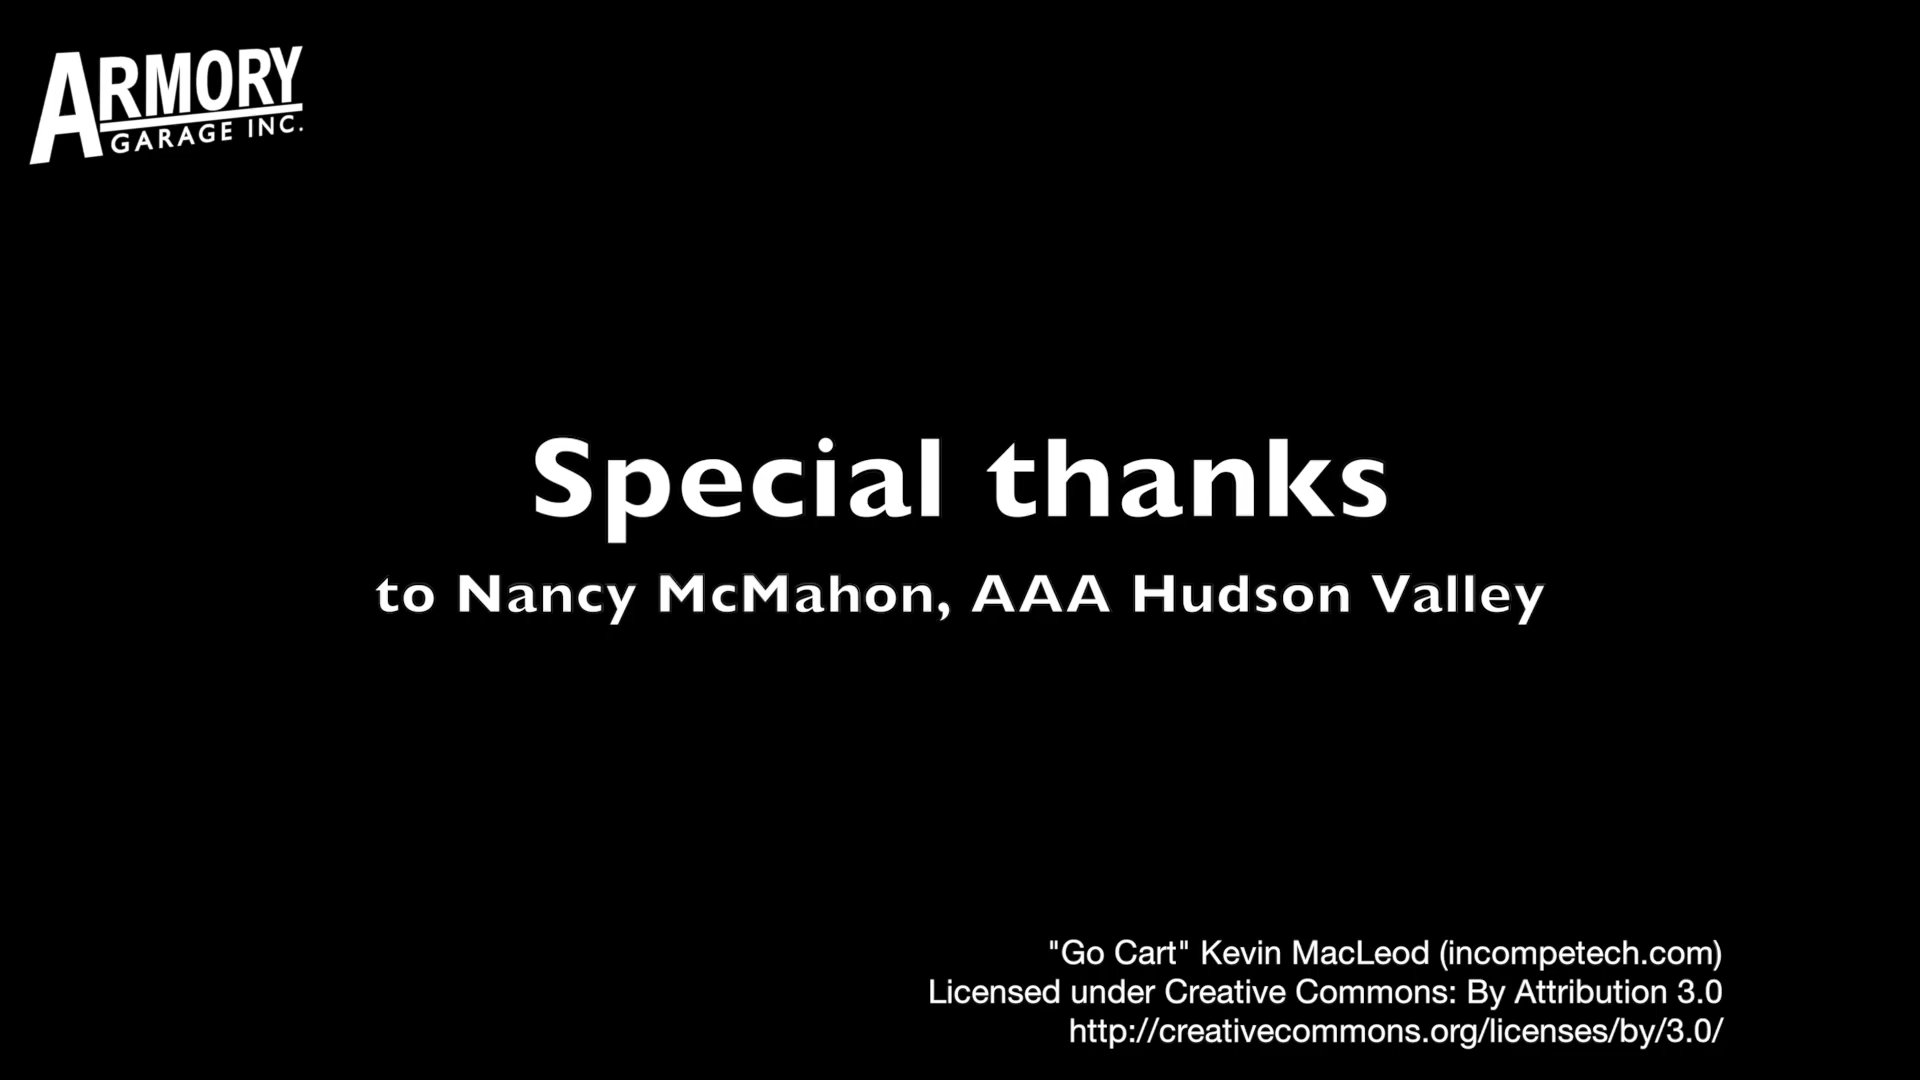 ARMORY
GARAGE INC.
Special thanks
to Nancy McMahon, AAA Hudson Valley
"Go Cart" Kevin MacLeod (incompetech.com)
Licensed under Creative Commons: By Attribution 3.0
http://creativecommons.org/licenses/by/3.0/